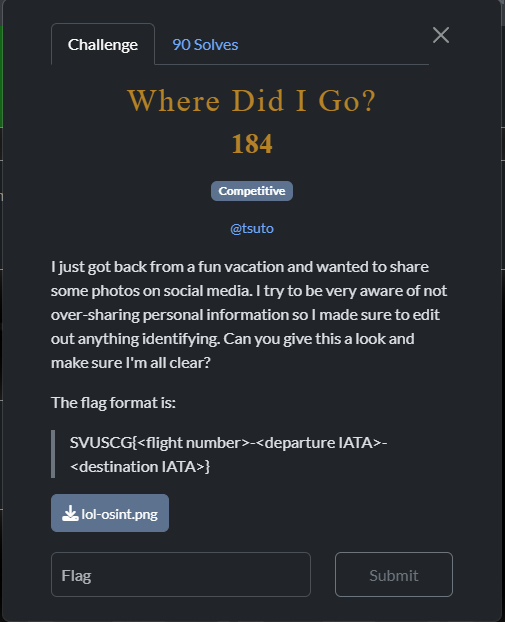 Challenge
90 Solves
Where Did I Go?
184
Competitive
@tsuto
I just got back from a fun vacation and wanted to share
some photos on social media. I try to be very aware of not
over-sharing personal information so I made sure to edit
out anything identifying. Can you give this a look and
make sure I'm all clear?
The flag format is:
SVUSCG{<flight number>-<departure IATA>-
<destination IATA>}
lol-osint.png
Flag
Submit